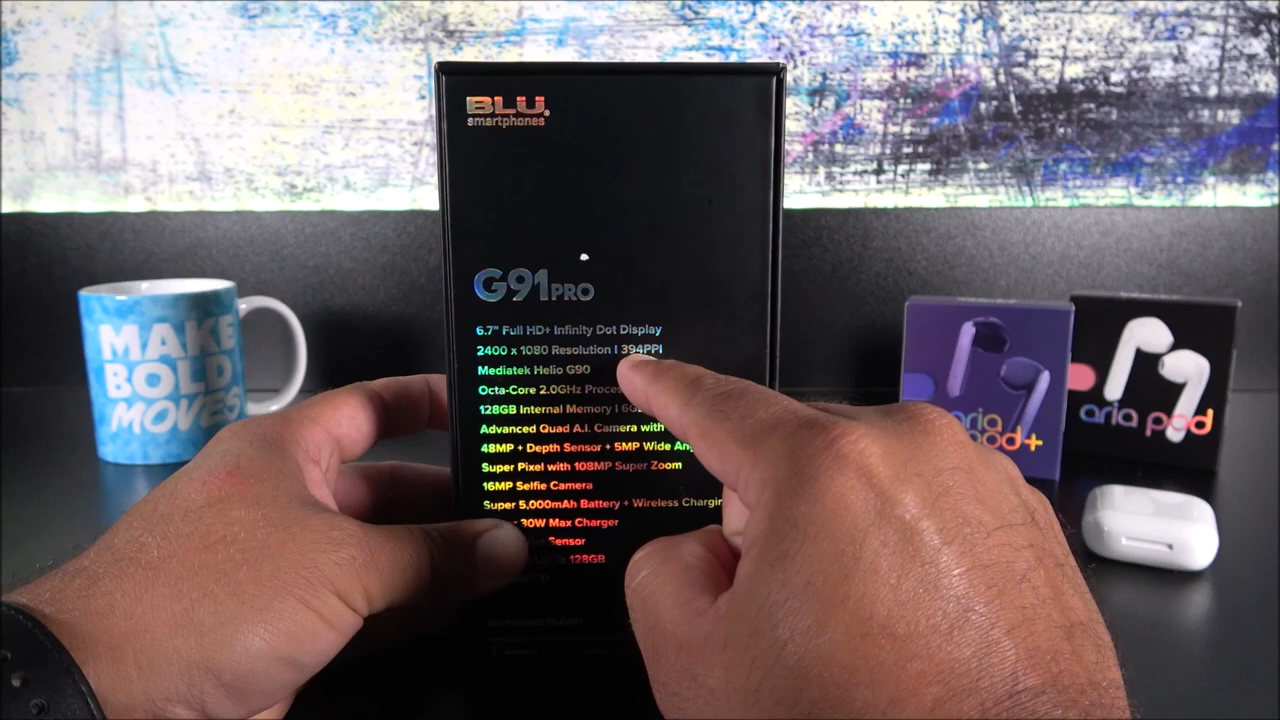 BLU
smartphones
G91 PRO
6.7" Full HD+ Infinity Dot Display
2400 x 1080 Resolution | 394PPI
Mediatek Helio G90
Octa-Core 2.0GHz
128GB Internal Memory |
Advanced Quad A.I. Camera with
48MP + Depth Sensor + 5MP Wide
Super Pixel with 108MP Super Zoom
16MP Selfie Camera
Super 5,000mAh Battery + Wireless
30W Max Charger
Sensor
128GB
MAKE
BOLD
MOVES
aria
pod+
aria pod